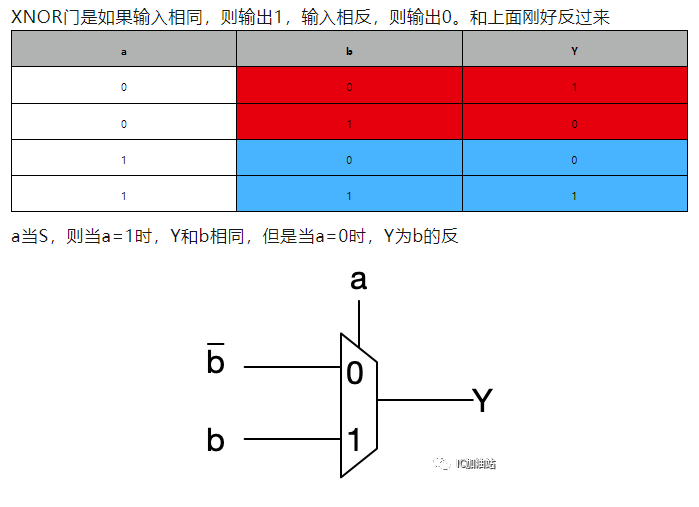 XNOR门是如果输入相同，则输出1，输入相反，则输出0。和上面刚好反过来
a b Y
0 0 1
0 1 0
1 0 0
1 1 1
a当S，则当a=1时，Y和b相同，但是当a=0时，Y为b的反
a
b̅
0
Y
b
1
IC加油站